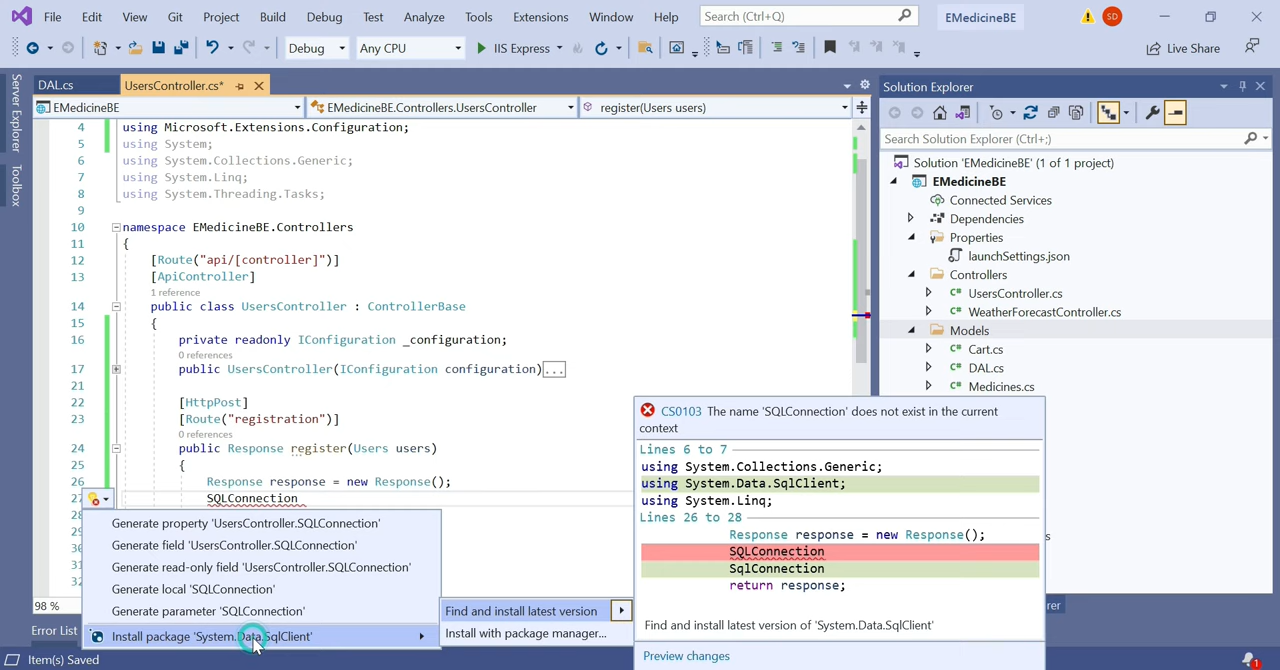 File Edit View Git Project Build Debug Test Analyze Tools Extensions Window Help Search (Ctrl+Q) EMedicineBE SD
Debug Any CPU IIS Express Live Share
Server Explorer
Toolbox
DAL.cs UsersController.cs*
EMedicineBE EMedicineBE.Controllers.UsersController register(Users users)
4 using Microsoft.Extensions.Configuration;
5 using System;
6 using System.Collections.Generic;
7 using System.Linq;
8 using System.Threading.Tasks;
9
10 namespace EMedicineBE.Controllers
11 {
12 [Route("api/[controller]")]
13 [ApiController]
1 reference
14 public class UsersController : ControllerBase
15 {
16 private readonly IConfiguration _configuration;
0 references
17 public UsersController(IConfiguration configuration)...
21
22 [HttpPost]
23 [Route("registration")]
0 references
24 public Response register(Users users)
25 {
26 Response response = new Response();
27 SQLConnection
Generate property 'UsersController.SQLConnection'
Generate field 'UsersController.SQLConnection'
Generate read-only field 'UsersController.SQLConnection'
Generate local 'SQLConnection'
Generate parameter 'SQLConnection'
Install package 'System.Data.SqlClient'
Find and install latest version
Install with package manager...
CS0103 The name 'SQLConnection' does not exist in the current
context
Lines 6 to 7
using System.Collections.Generic;
using System.Data.SqlClient;
using System.Linq;
Lines 26 to 28
Response response = new Response();
SQLConnection
SqlConnection
return response;
Find and install latest version of 'System.Data.SqlClient'
Preview changes
Solution Explorer
Search Solution Explorer (Ctrl+;)
Solution 'EMedicineBE' (1 of 1 project)
EMedicineBE
Connected Services
Dependencies
Properties
launchSettings.json
Controllers
C# UsersController.cs
C# WeatherForecastController.cs
Models
C# Cart.cs
C# DAL.cs
C# Medicines.cs
98 %
Error List
Item(s) Saved
1